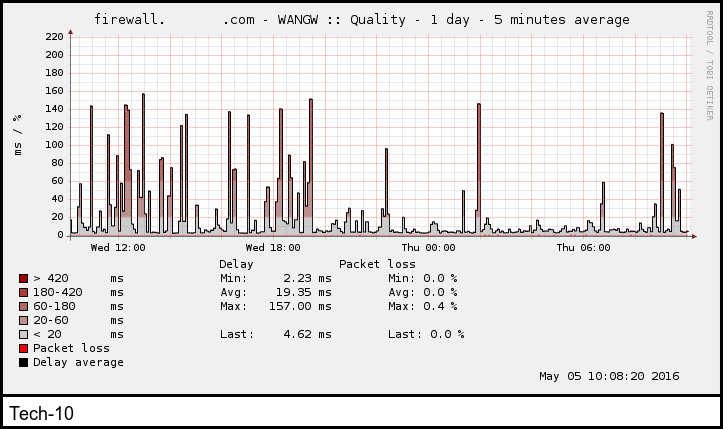 firewall. .com - WANGW :: Quality - 1 day - 5 minutes average
RRDTOOL / TOBI OETIKER
ms / %
220
200
180
160
140
120
100
80
60
40
20
0
Wed 12:00 Wed 18:00 Thu 00:00 Thu 06:00
Delay Packet loss
> 420 ms Min: 2.23 ms Min: 0.0 %
180-420 ms Avg: 19.35 ms Avg: 0.0 %
60-180 ms Max: 157.00 ms Max: 0.4 %
20-60 ms
< 20 ms Last: 4.62 ms Last: 0.0 %
Packet loss
Delay average
May 05 10:08:20 2016
Tech-10